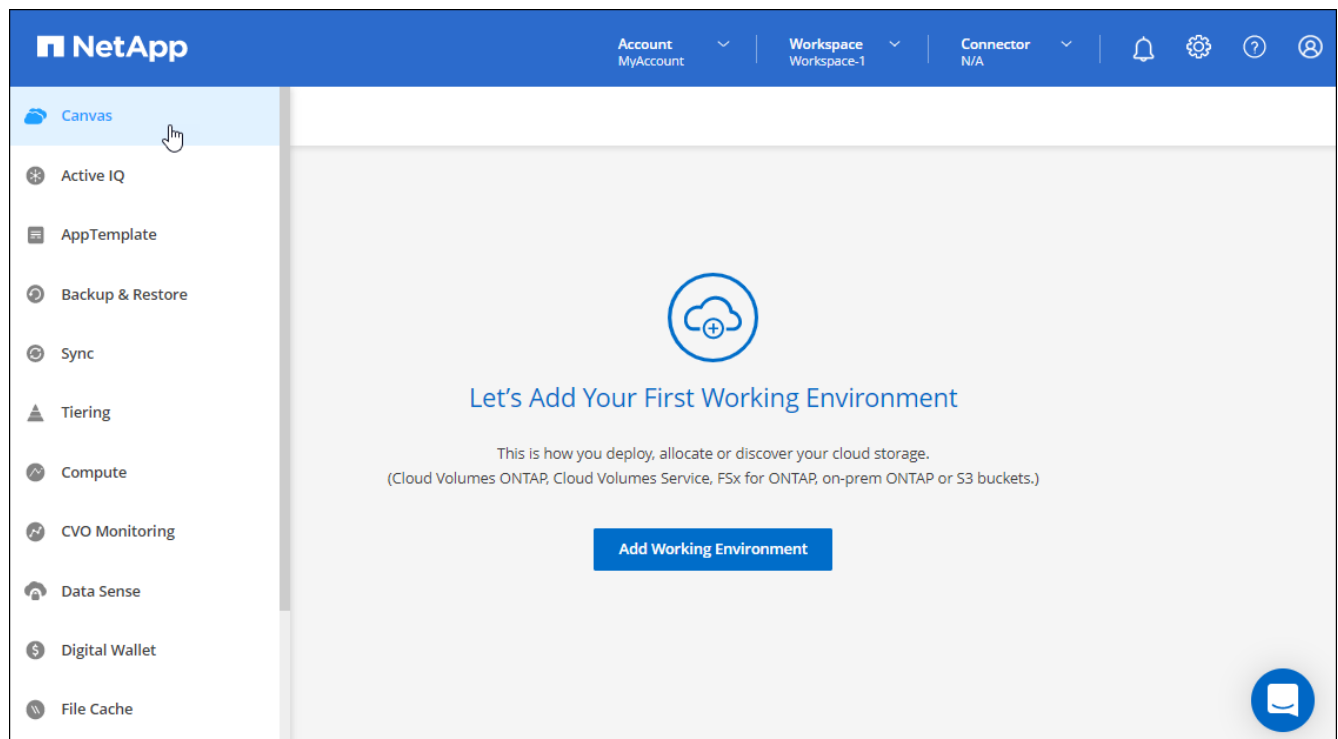 NetApp
Account
MyAccount
Workspace
Workspace-1
Connector
N/A
Canvas
Active IQ
AppTemplate
Backup & Restore
Sync
Tiering
Compute
CVO Monitoring
Data Sense
Digital Wallet
File Cache
Let's Add Your First Working Environment
This is how you deploy, allocate or discover your cloud storage.
(Cloud Volumes ONTAP, Cloud Volumes Service, FSx for ONTAP, on-prem ONTAP or S3 buckets.)
Add Working Environment